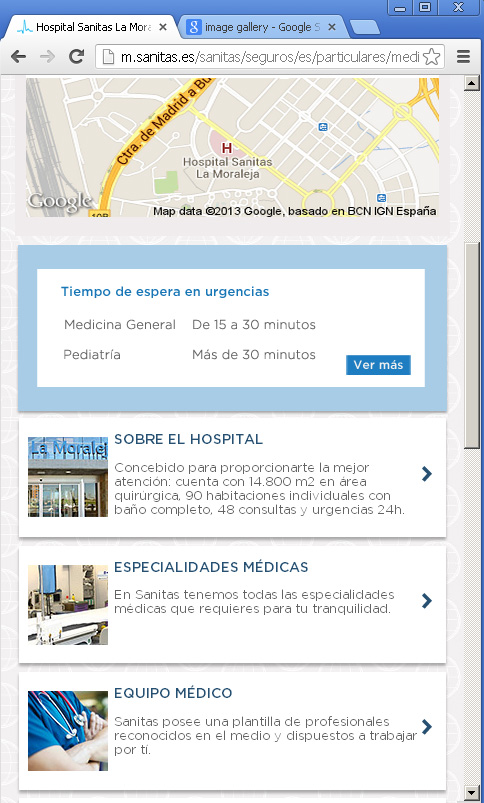 Hospital Sanitas La Mora
image gallery - Google S
m.sanitas.es/sanitas/seguros/es/particulares/medi
Ctra. de Madrid a Bu
H
Hospital Sanitas
La Moraleja
Google
Map data ©2013 Google, basado en BCN IGN España
10B
Tiempo de espera en urgencias
Medicina General De 15 a 30 minutos
Pediatría Más de 30 minutos
Ver más
La Moralej
SOBRE EL HOSPITAL
Concebido para proporcionarte la mejor
atención: cuenta con 14.800 m2 en área
quirúrgica, 90 habitaciones individuales con
baño completo, 48 consultas y urgencias 24h.
ESPECIALIDADES MÉDICAS
En Sanitas tenemos todas las especialidades
médicas que requieres para tu tranquilidad.
EQUIPO MÉDICO
Sanitas posee una plantilla de profesionales
reconocidos en el medio y dispuestos a trabajar
por tí.